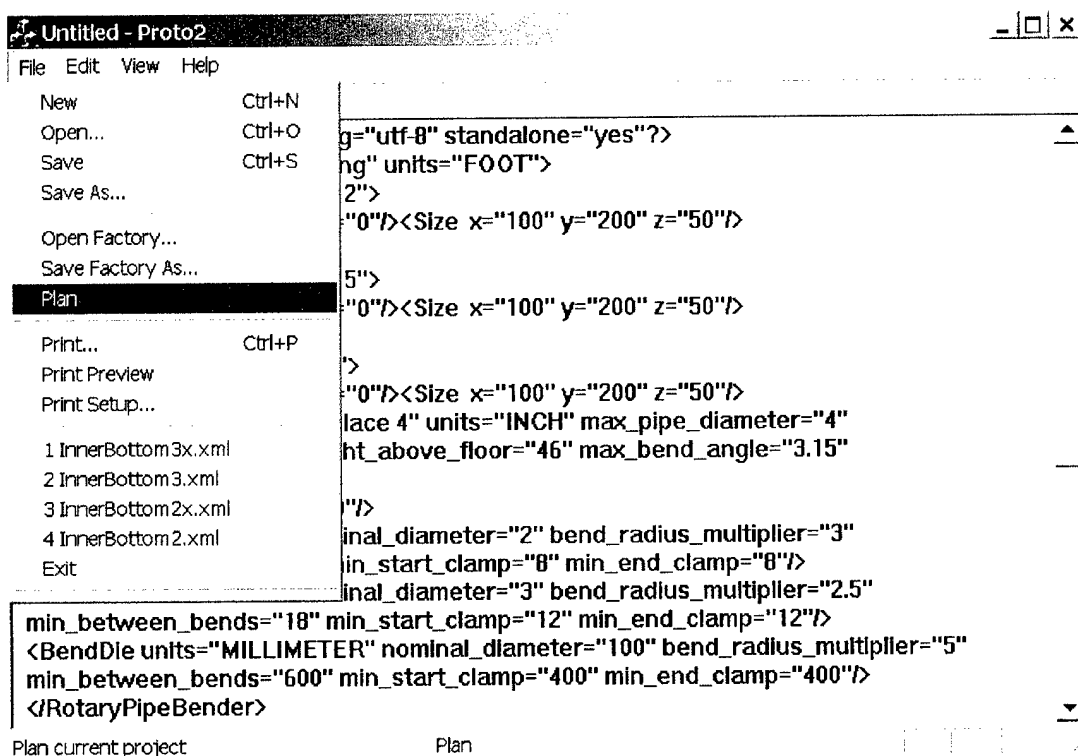 Untitled - Proto2
File Edit View Help
New Ctrl+N
Open... Ctrl+O
Save Ctrl+S
Save As...
Open Factory...
Save Factory As...
Plan
Print... Ctrl+P
Print Preview
Print Setup...
1 InnerBottom3x.xml
2 InnerBottom3.xml
3 InnerBottom2x.xml
4 InnerBottom2.xml
Exit
g="utf-8" standalone="yes"?>
ng" units="FOOT">
2">
="0"/><Size x="100" y="200" z="50"/>
5">
="0"/><Size x="100" y="200" z="50"/>
">
="0"/><Size x="100" y="200" z="50"/>
lace 4" units="INCH" max_pipe_diameter="4"
ht_above_floor="46" max_bend_angle="3.15"
"/>
inal_diameter="2" bend_radius_multiplier="3"
in_start_clamp="8" min_end_clamp="8"/>
inal_diameter="3" bend_radius_multiplier="2.5"
min_between_bends="18" min_start_clamp="12" min_end_clamp="12"/>
<BendDie units="MILLIMETER" nominal_diameter="100" bend_radius_multiplier="5"
min_between_bends="600" min_start_clamp="400" min_end_clamp="400"/>
</RotaryPipeBender>
Plan current project Plan